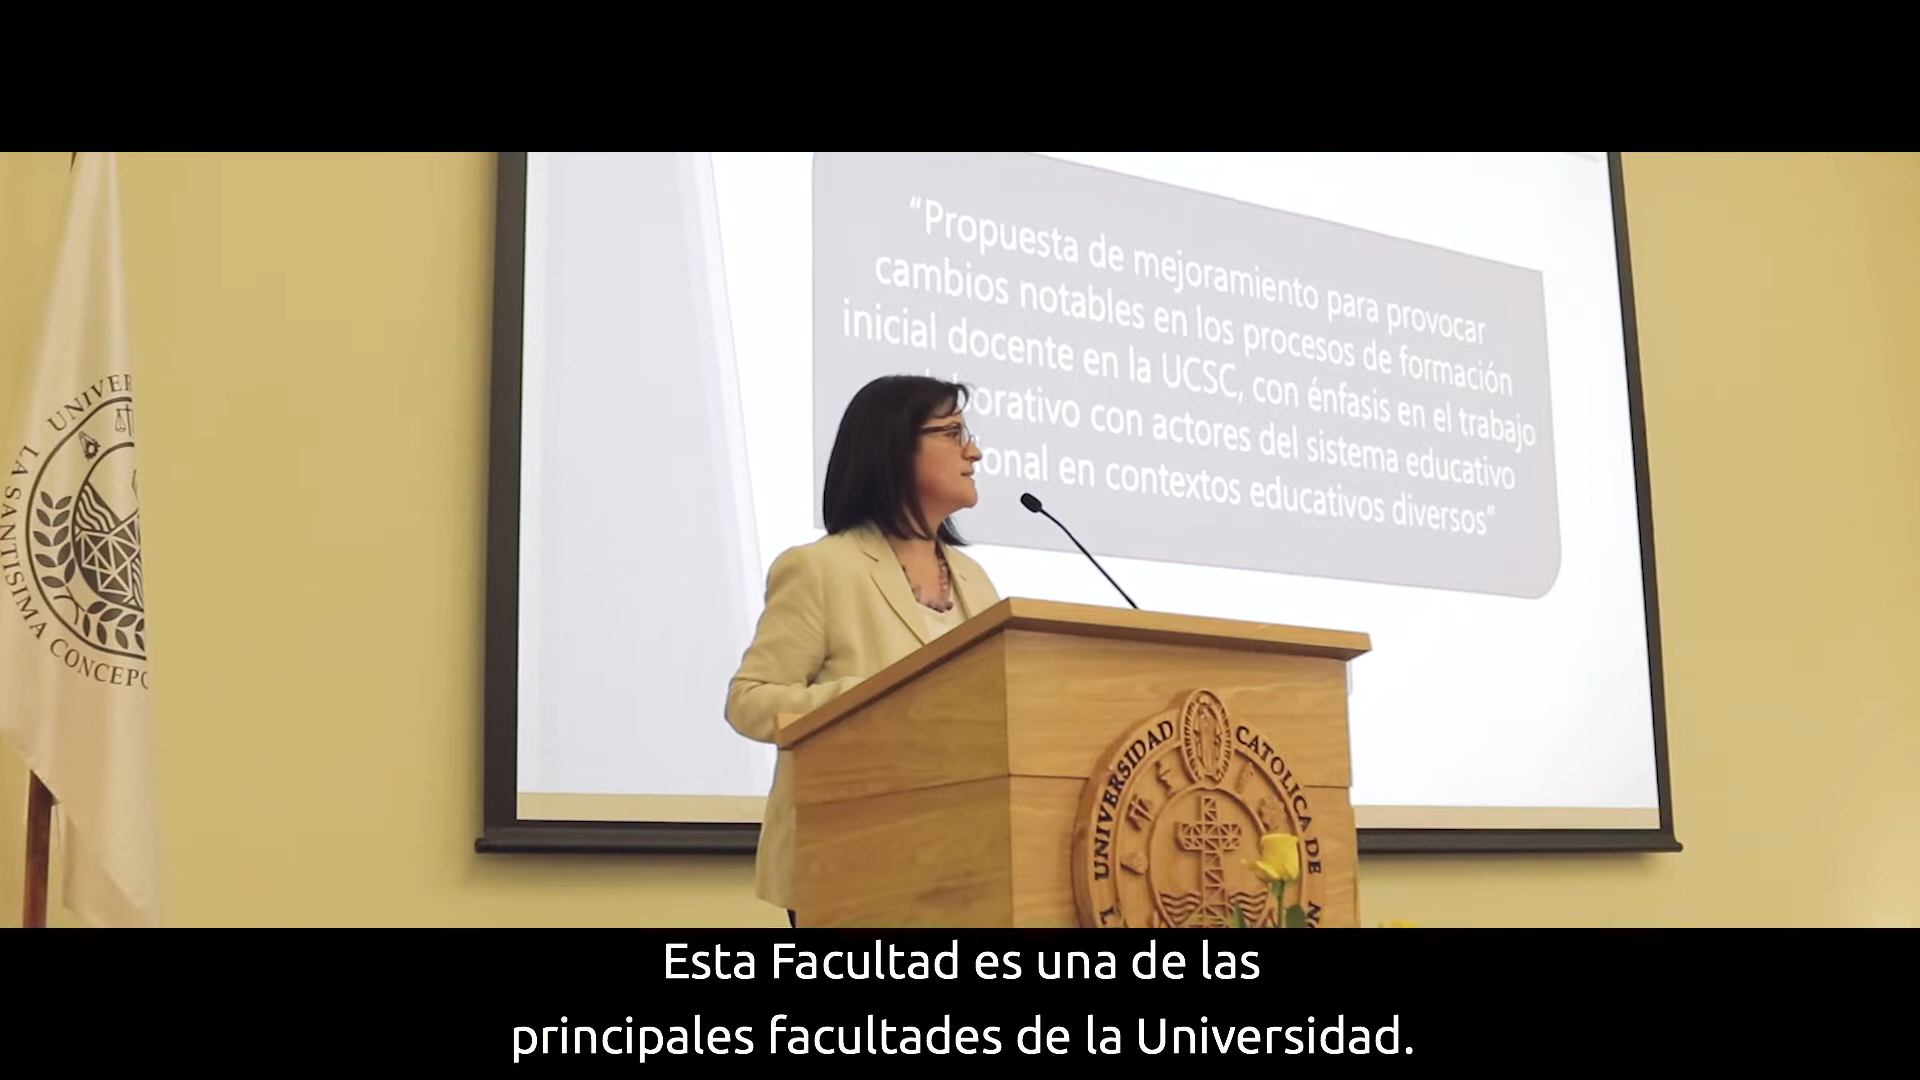 “Propuesta de mejoramiento para provocar
cambios notables en los procesos de formación
inicial docente en la UCSC, con énfasis en el trabajo
orativo con actores del sistema educativo
ional en contextos educativos diversos”
UNIVER
LA SANTISIMA CONCEPC
UNIVERSIDAD CATOLICA DE
Esta Facultad es una de las
principales facultades de la Universidad.